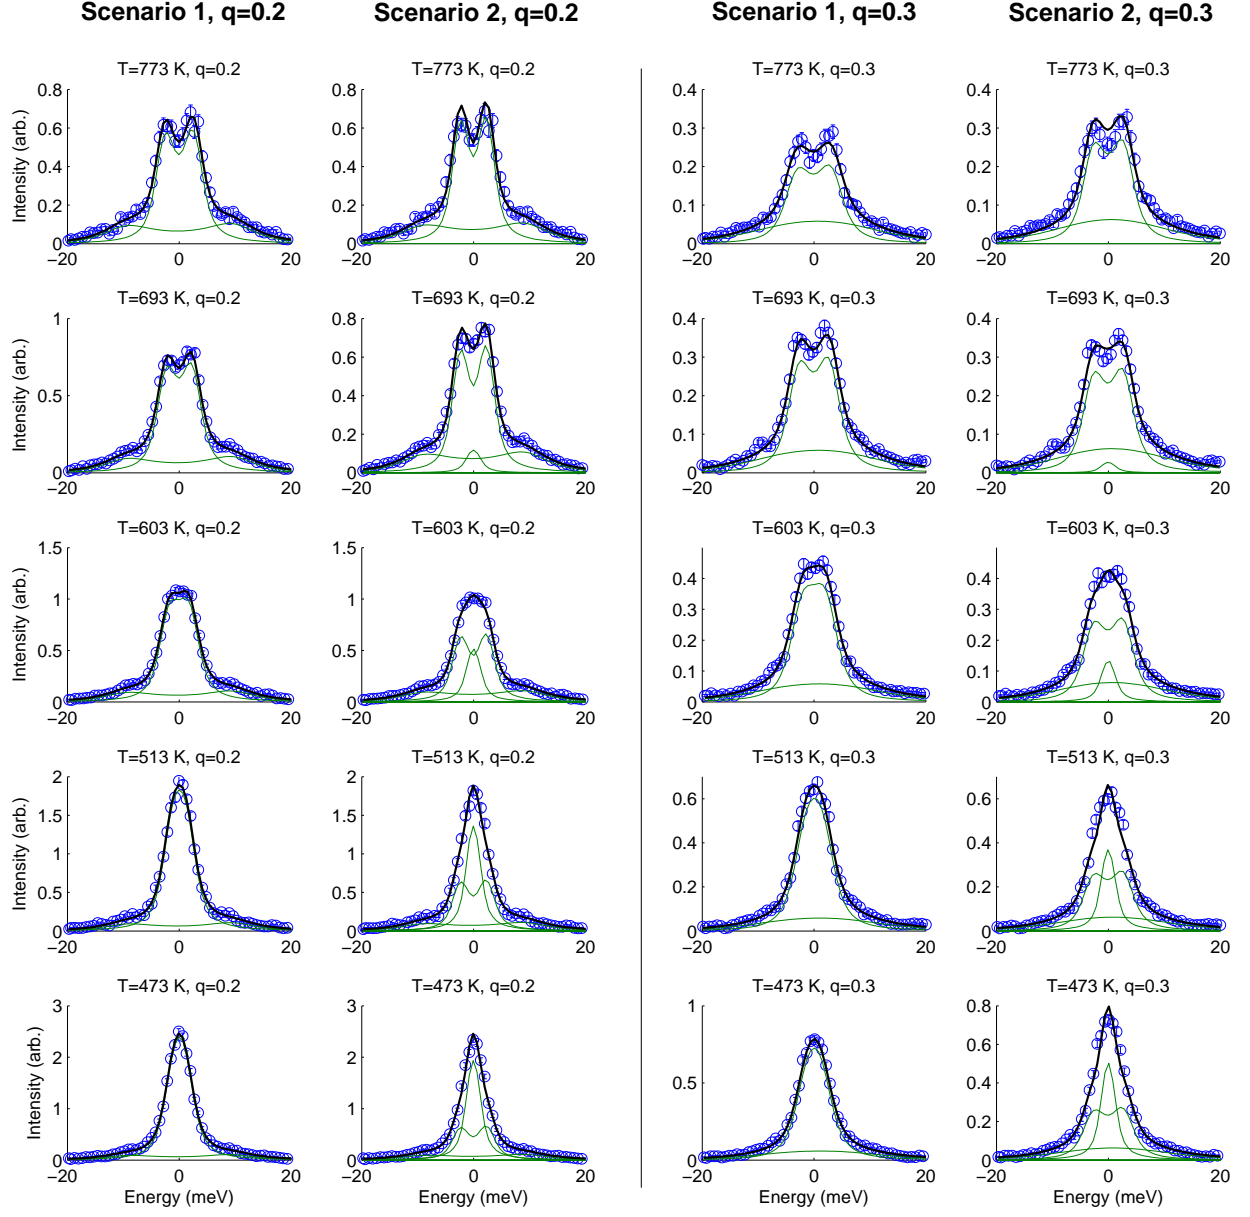 Scenario 1, q=0.2 Scenario 2, q=0.2 Scenario 1, q=0.3 Scenario 2, q=0.3
T=773 K, q=0.2 T=773 K, q=0.2 T=773 K, q=0.3 T=773 K, q=0.3
0.8 0.8 0.4 0.4
0.6 0.6 0.3 0.3
0.4 0.4 0.2 0.2
0.2 0.2 0.1 0.1
0 0 0 0
Intensity (arb.)
−20 0 20 −20 0 20 −20 0 20 −20 0 20
T=693 K, q=0.2 T=693 K, q=0.2 T=693 K, q=0.3 T=693 K, q=0.3
1 0.8 0.4 0.4
0.6 0.3 0.3
0.5 0.4 0.2 0.2
0.2 0.1 0.1
0 0 0 0
Intensity (arb.)
−20 0 20 −20 0 20 −20 0 20 −20 0 20
T=603 K, q=0.2 T=603 K, q=0.2 T=603 K, q=0.3 T=603 K, q=0.3
1.5 1.5
0.4 0.4
1 1 0.3 0.3
0.5 0.5 0.2 0.2
0.1 0.1
0 0 0 0
Intensity (arb.)
−20 0 20 −20 0 20 −20 0 20 −20 0 20
T=513 K, q=0.2 T=513 K, q=0.2 T=513 K, q=0.3 T=513 K, q=0.3
2 2
1.5 1.5 0.6 0.6
1 1 0.4 0.4
0.5 0.5 0.2 0.2
0 0 0 0
Intensity (arb.)
−20 0 20 −20 0 20 −20 0 20 −20 0 20
T=473 K, q=0.2 T=473 K, q=0.2 T=473 K, q=0.3 T=473 K, q=0.3
3 3 1 0.8
2 2 0.6
0.5 0.4
1 1 0.2
0 0 0 0
Intensity (arb.)
−20 0 20 −20 0 20 −20 0 20 −20 0 20
Energy (meV) Energy (meV) Energy (meV) Energy (meV)